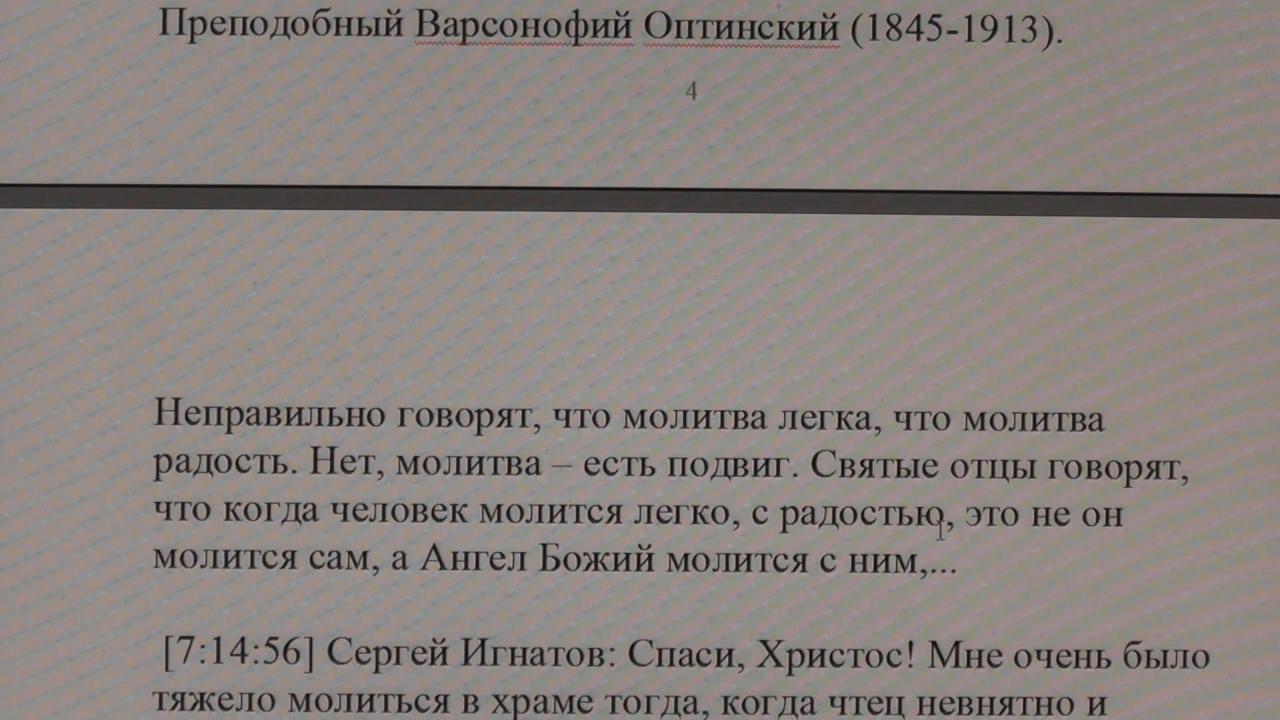 Преподобный Варсонофий Оптинский (1845-1913).
4
Неправильно говорят, что молитва легка, что молитва
радость. Нет, молитва – есть подвиг. Святые отцы говорят,
что когда человек молится легко, с радостью, это не он
молится сам, а Ангел Божий молится с ним,...
[7:14:56] Сергей Игнатов: Спаси, Христос! Мне очень было
тяжело молиться в храме тогда, когда чтец невнятно и